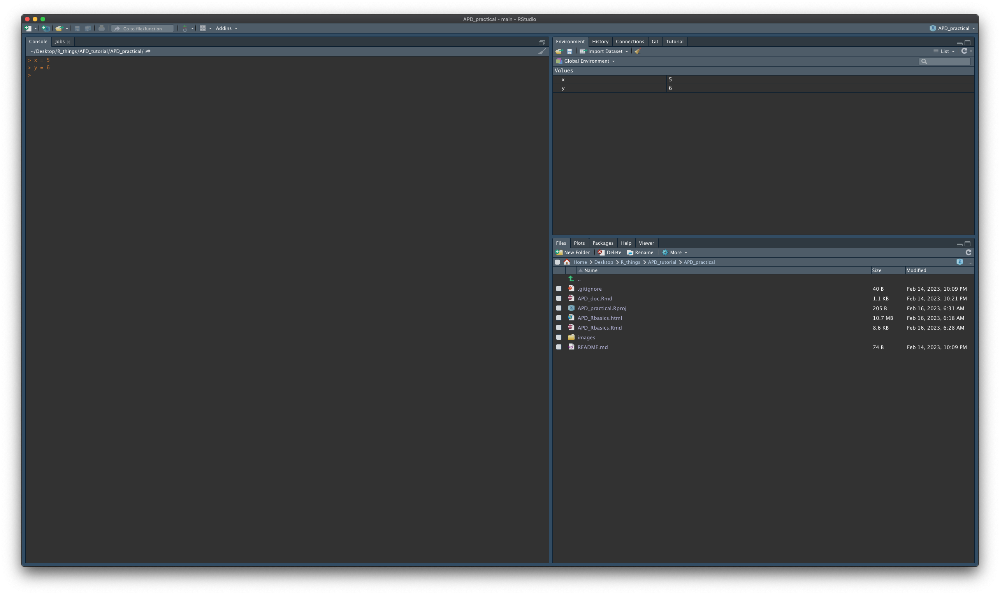 APD_practical - main - RStudio
Go to file/function
Addins
APD_practical
Console Jobs
~/Desktop/R_things/APD_tutorial/APD_practical/
> x = 5
> y = 6
>
Environment History Connections Git Tutorial
Import Dataset
List
Global Environment
Values
x 5
y 6
Files Plots Packages Help Viewer
New Folder Delete Rename More
Home Desktop R_things APD_tutorial APD_practical ...
Name Size Modified
..
.gitignore 40 B Feb 14, 2023, 10:09 PM
APD_doc.Rmd 1.1 KB Feb 14, 2023, 10:21 PM
APD_practical.Rproj 205 B Feb 16, 2023, 6:31 AM
APD_Rbasics.html 10.7 MB Feb 16, 2023, 6:18 AM
APD_Rbasics.Rmd 8.6 KB Feb 16, 2023, 6:28 AM
images
README.md 74 B Feb 14, 2023, 10:09 PM